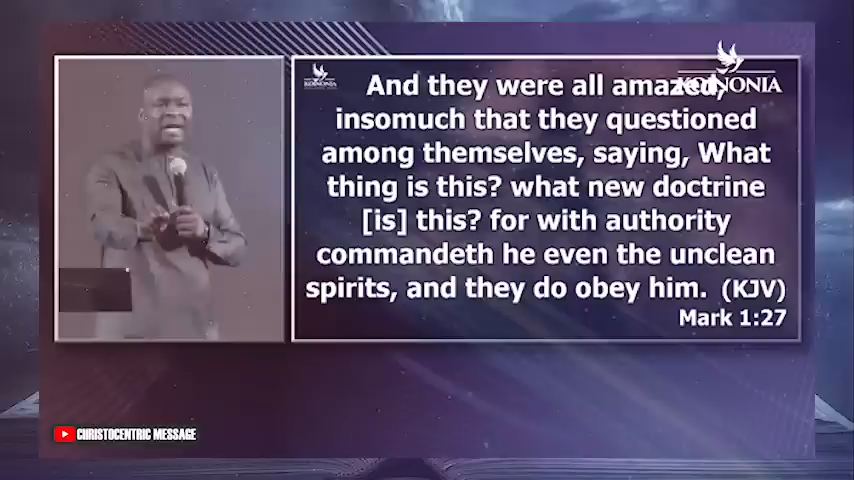 KOINONIA
KOINONIA
And they were all amazed,
insomuch that they questioned
among themselves, saying, What
thing is this? what new doctrine
[is] this? for with authority
commandeth he even the unclean
spirits, and they do obey him. (KJV)
Mark 1:27
CHRISTOCENTRIC MESSAGE